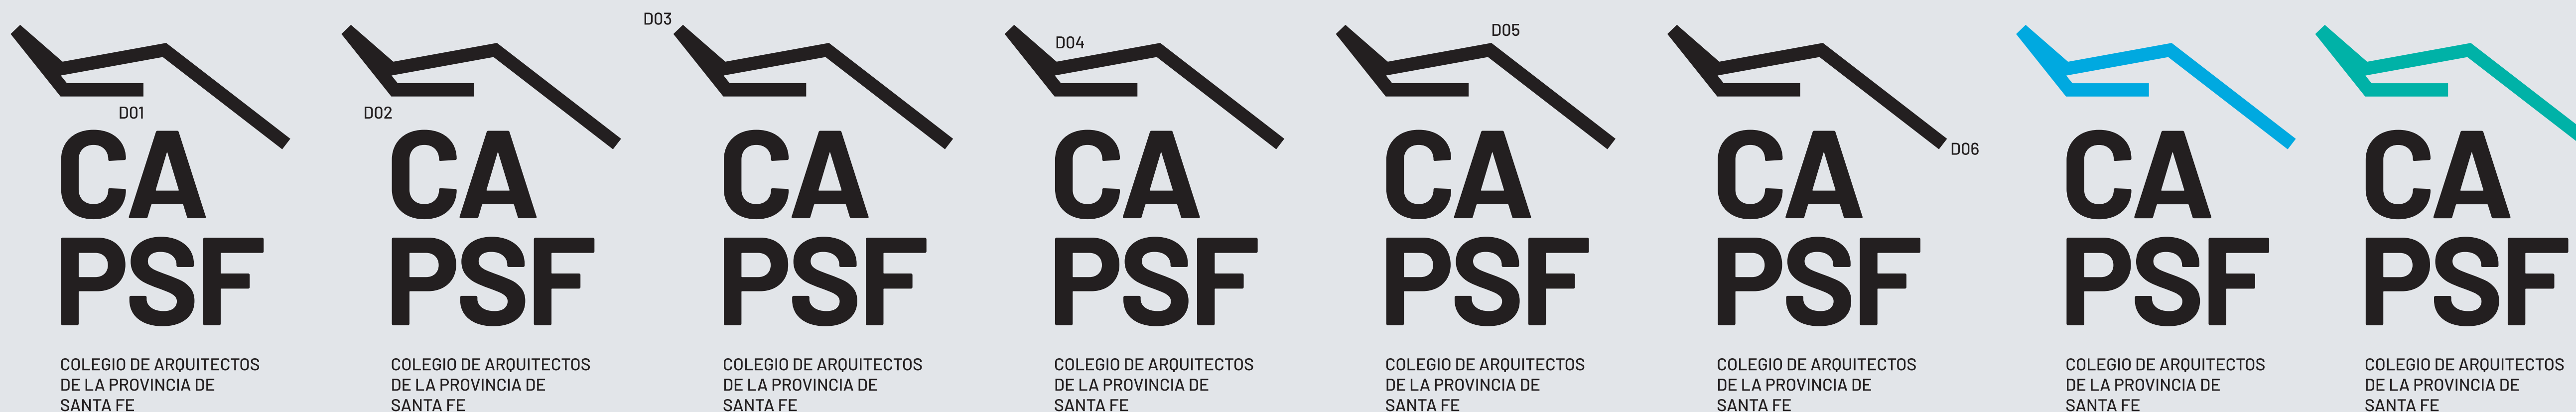 D01
CA
PSF
COLEGIO DE ARQUITECTOS
DE LA PROVINCIA DE
SANTA FE
D02
CA
PSF
COLEGIO DE ARQUITECTOS
DE LA PROVINCIA DE
SANTA FE
D03
CA
PSF
COLEGIO DE ARQUITECTOS
DE LA PROVINCIA DE
SANTA FE
D04
CA
PSF
COLEGIO DE ARQUITECTOS
DE LA PROVINCIA DE
SANTA FE
D05
CA
PSF
COLEGIO DE ARQUITECTOS
DE LA PROVINCIA DE
SANTA FE
D06
CA
PSF
COLEGIO DE ARQUITECTOS
DE LA PROVINCIA DE
SANTA FE
CA
PSF
COLEGIO DE ARQUITECTOS
DE LA PROVINCIA DE
SANTA FE
CA
PSF
COLEGIO DE ARQUITECTOS
DE LA PROVINCIA DE
SANTA FE